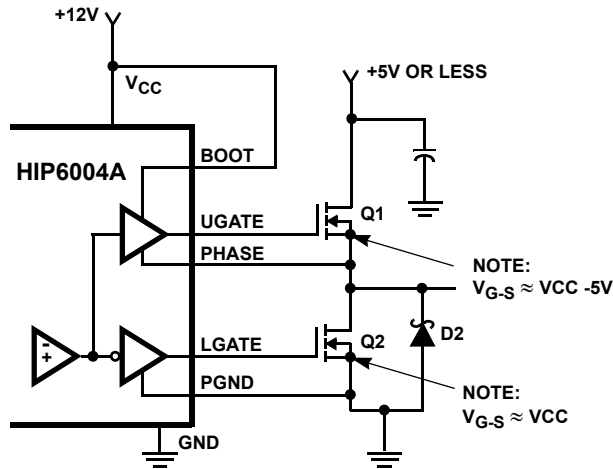 +12V
VCC
+5V OR LESS
HIP6004A
BOOT
UGATE
PHASE
Q1
NOTE:
VG-S ≈ VCC -5V
- +
LGATE
PGND
Q2
D2
NOTE:
VG-S ≈ VCC
GND